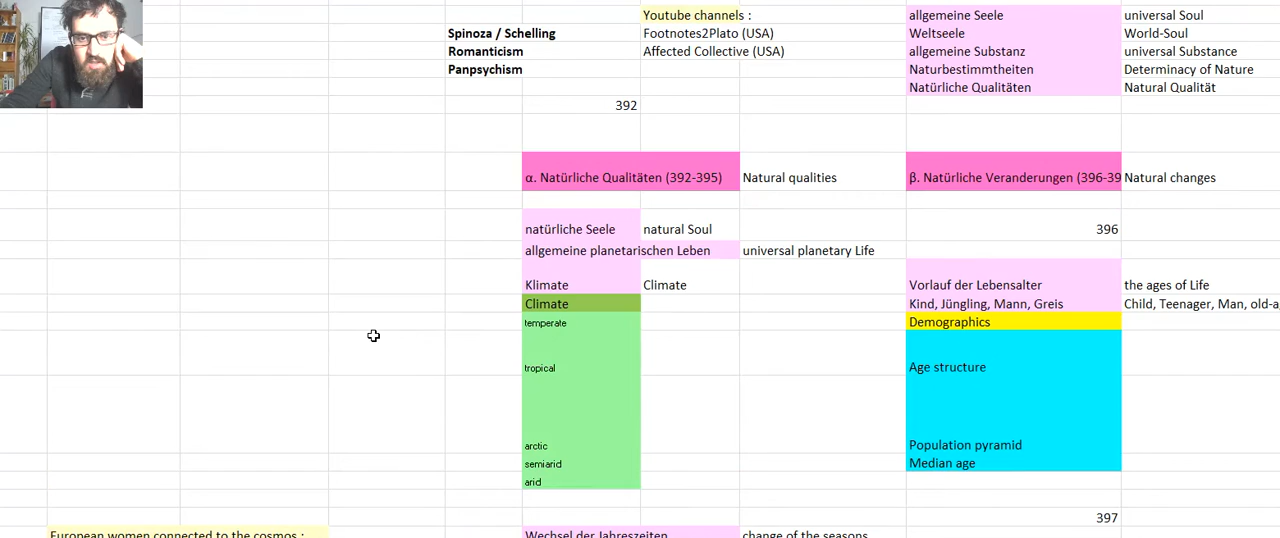 Youtube channels :
allgemeine Seele universal Soul
Spinoza / Schelling Footnotes2Plato (USA) Weltseele World-Soul
Romanticism Affected Collective (USA) allgemeine Substanz universal Substance
Panpsychism Naturbestimmtheiten Determinacy of Nature
Natürliche Qualitäten Natural Qualität
392
α. Natürliche Qualitäten (392-395) Natural qualities β. Natürliche Veranderungen (396-39 Natural changes
natürliche Seele natural Soul 396
allgemeine planetarischen Leben universal planetary Life
Klimate Climate Vorlauf der Lebensalter the ages of Life
Climate Kind, Jüngling, Mann, Greis Child, Teenager, Man, old-a
temperate Demographics
tropical Age structure
arctic Population pyramid
semiarid Median age
arid
397
European women connected to the cosmos : Wechsel der Jahreszeiten change of the seasons